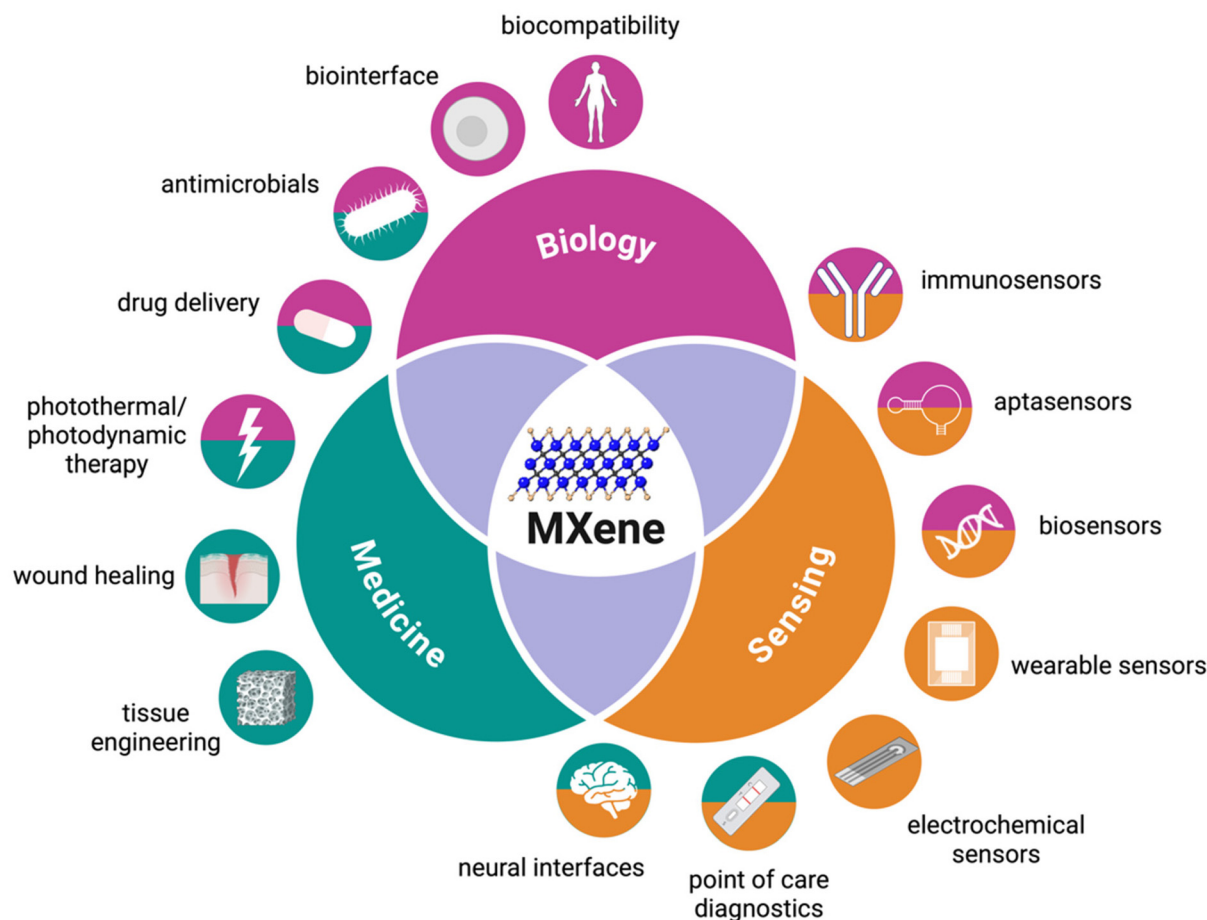 biocompatibility
biointerface
antimicrobials
drug delivery
photothermal/
photodynamic
therapy
wound healing
tissue
engineering
Biology
Medicine
Sensing
MXene
immunosensors
aptasensors
biosensors
wearable sensors
electrochemical
sensors
point of care
diagnostics
neural interfaces